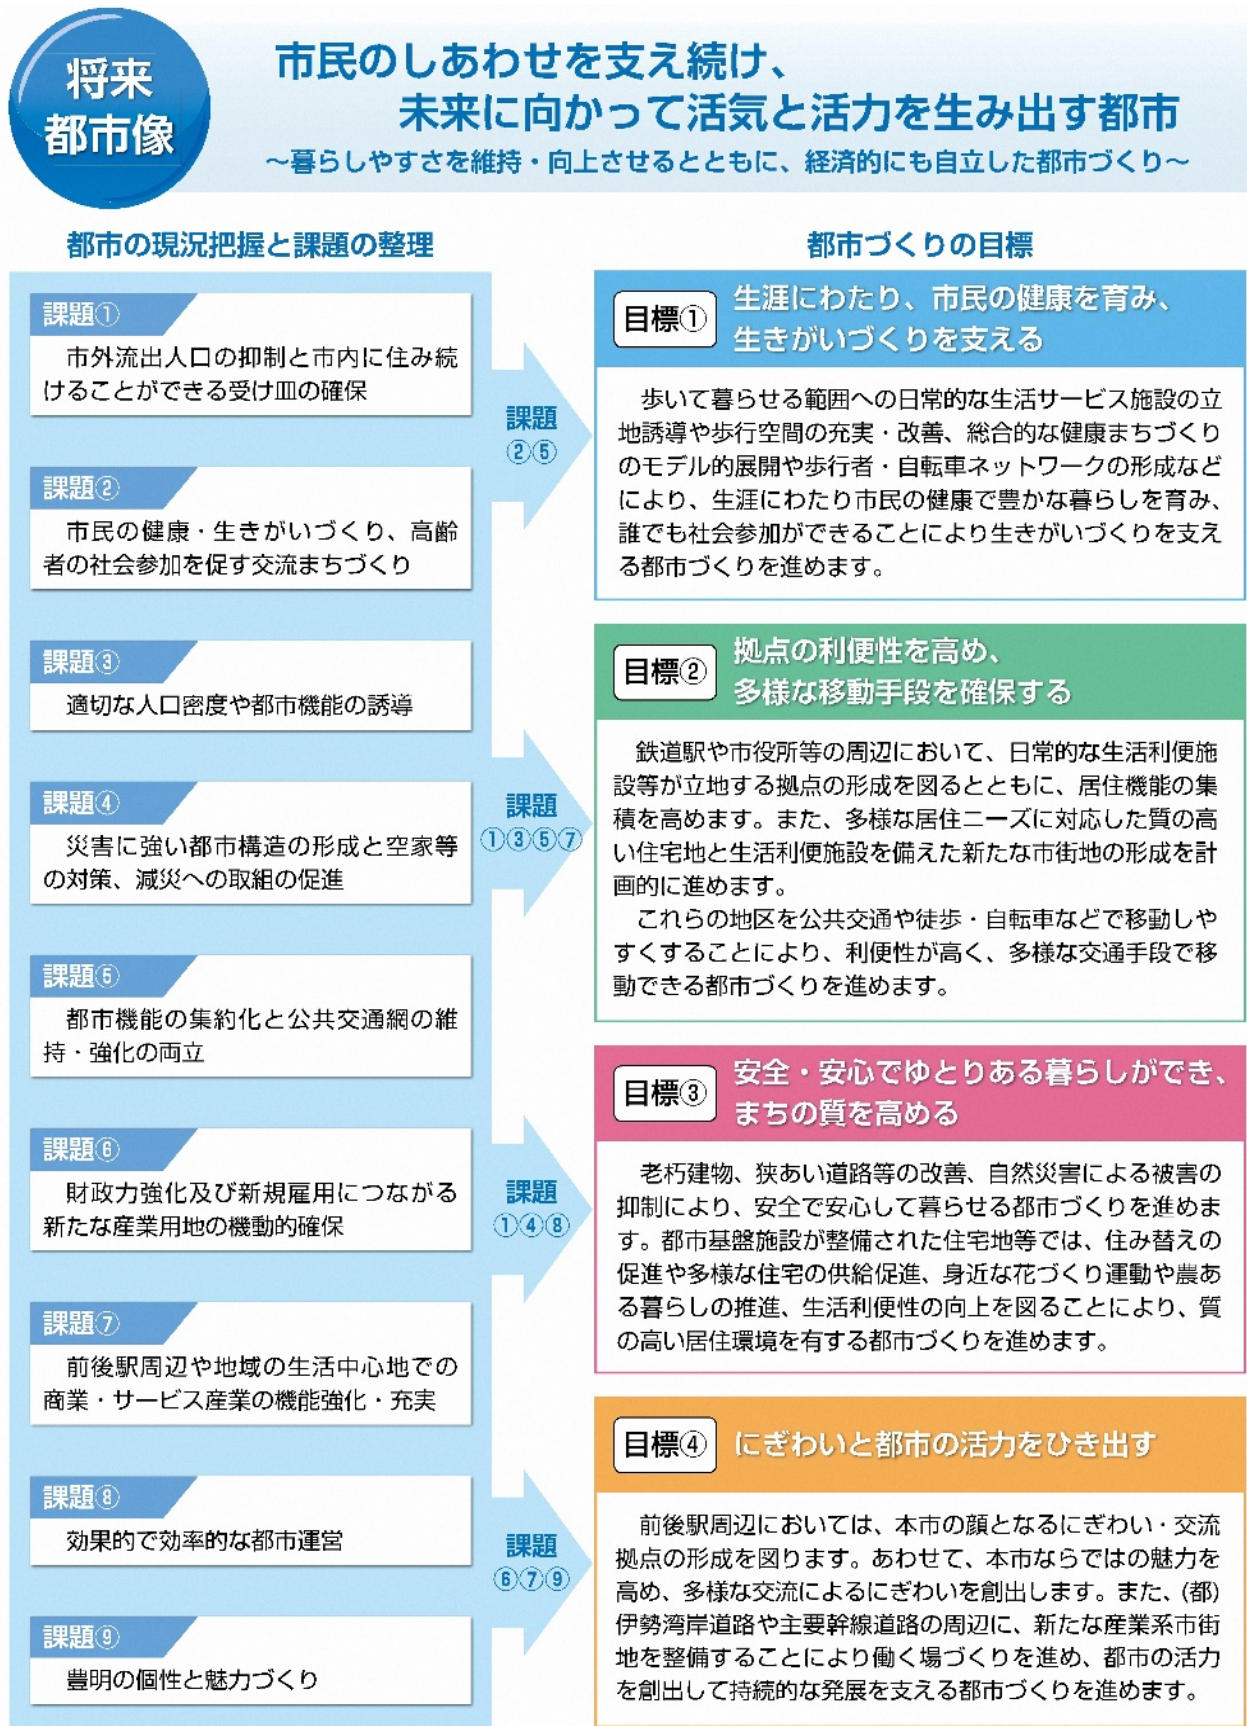 将来
都市像
市民のしあわせを支え続け、
未来に向かって活気と活力を生み出す都市
～暮らしやすさを維持・向上させるとともに、経済的にも自立した都市づくり～
都市の現況把握と課題の整理
課題①
市外流出人口の抑制と市内に住み続
けることができる受け皿の確保
課題②
市民の健康・生きがいづくり、高齢
者の社会参加を促す交流まちづくり
課題③
適切な人口密度や都市機能の誘導
課題④
災害に強い都市構造の形成と空家等
の対策、減災への取組の促進
課題⑤
都市機能の集約化と公共交通網の維
持・強化の両立
課題⑥
財政力強化及び新規雇用につながる
新たな産業用地の機動的確保
課題⑦
前後駅周辺や地域の生活中心地での
商業・サービス産業の機能強化・充実
課題⑧
効果的で効率的な都市運営
課題⑨
豊明の個性と魅力づくり
都市づくりの目標
課題
②⑤
目標①
生涯にわたり、市民の健康を育み、
生きがいづくりを支える
歩いて暮らせる範囲への日常的な生活サービス施設の立
地誘導や歩行空間の充実・改善、総合的な健康まちづくり
のモデル的展開や歩行者・自転車ネットワークの形成など
により、生涯にわたり市民の健康で豊かな暮らしを育み、
誰でも社会参加ができることにより生きがいづくりを支え
る都市づくりを進めます。
課題
①③⑤⑦
目標②
拠点の利便性を高め、
多様な移動手段を確保する
鉄道駅や市役所等の周辺において、日常的な生活利便施
設等が立地する拠点の形成を図るとともに、居住機能の集
積を高めます。また、多様な居住ニーズに対応した質の高
い住宅地と生活利便施設を備えた新たな市街地の形成を計
画的に進めます。
これらの地区を公共交通や徒歩・自転車などで移動しや
すくすることにより、利便性が高く、多様な交通手段で移
動できる都市づくりを進めます。
課題
①④⑧
目標③
安全・安心でゆとりある暮らしができ、
まちの質を高める
老朽建物、狭あい道路等の改善、自然災害による被害の
抑制により、安全で安心して暮らせる都市づくりを進めま
す。都市基盤施設が整備された住宅地等では、住み替えの
促進や多様な住宅の供給促進、身近な花づくり運動や農あ
る暮らしの推進、生活利便性の向上を図ることにより、質
の高い居住環境を有する都市づくりを進めます。
課題
⑥⑦⑨
目標④
にぎわいと都市の活力をひき出す
前後駅周辺においては、本市の顔となるにぎわい・交流
拠点の形成を図ります。あわせて、本市ならではの魅力を
高め、多様な交流によるにぎわいを創出します。また、(都)
伊勢湾岸道路や主要幹線道路の周辺に、新たな産業系市街
地を整備することにより働く場づくりを進め、都市の活力
を創出して持続的な発展を支える都市づくりを進めます。